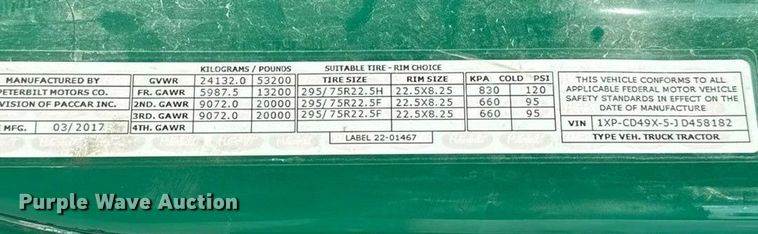 MANUFACTURED BY
PETERBILT MOTORS CO.
DIVISION OF PACCAR INC.
MFG. 03/2017
KILOGRAMS / POUNDS
GVWR 24132.0 53200
FR. GAWR 5987.5 13200
2ND. GAWR 9072.0 20000
3RD. GAWR 9072.0 20000
4TH. GAWR
SUITABLE TIRE - RIM CHOICE
TIRE SIZE RIM SIZE KPA COLD PSI
295/75R22.5H 22.5X8.25 830 120
295/75R22.5F 22.5X8.25 660 95
295/75R22.5F 22.5X8.25 660 95
LABEL 22-01467
THIS VEHICLE CONFORMS TO ALL
APPLICABLE FEDERAL MOTOR VEHICLE
SAFETY STANDARDS IN EFFECT ON THE
DATE OF MANUFACTURE
VIN 1XP-CD49X-5-JD458182
TYPE VEH. TRUCK TRACTOR
Purple Wave Auction